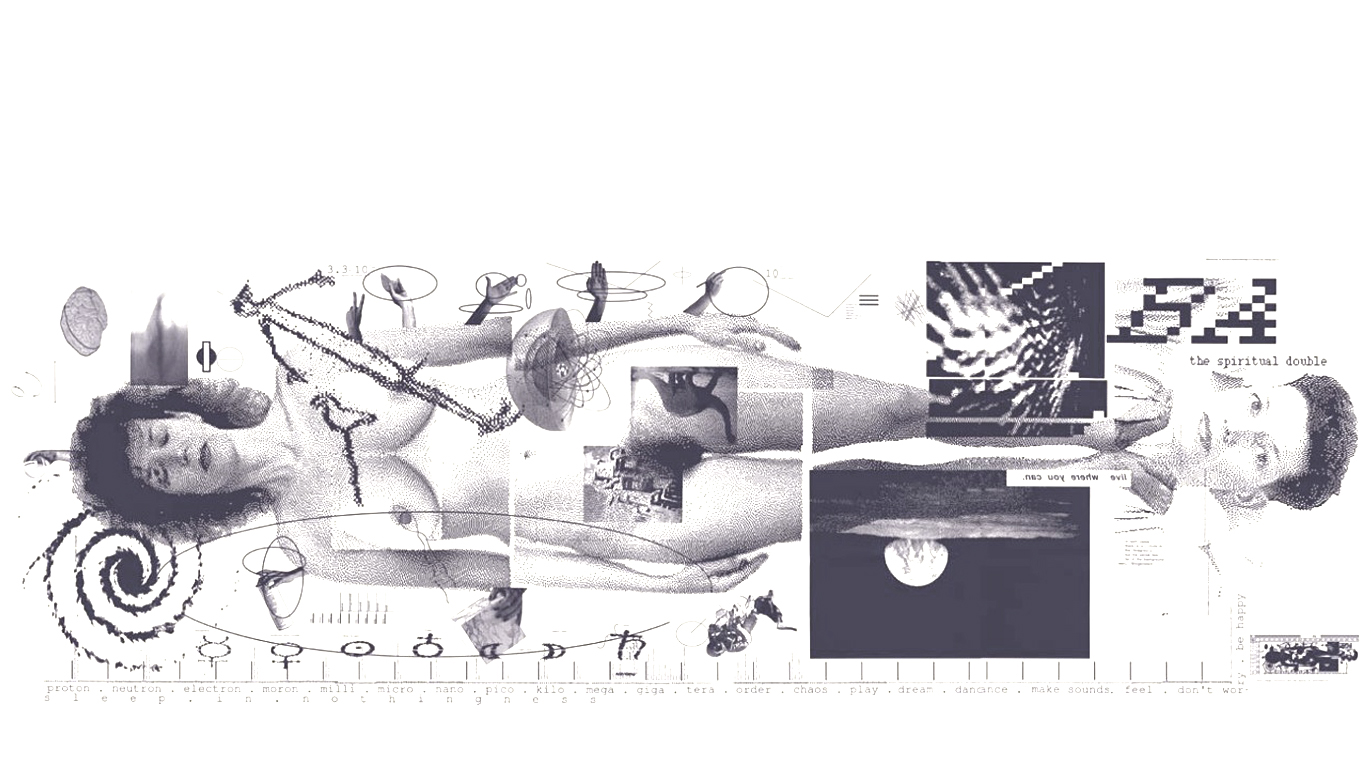 3.3.10
10
the spiritual double
live where you can.
proton . neutron . electron . moron . milli . micro . nano . pico . kilo . mega . giga . tera . order . chaos . play . dream . dancance . make sounds. feel . don't wor-
ry . be happy
s l e e p . i n . n o t h i n g n e s s